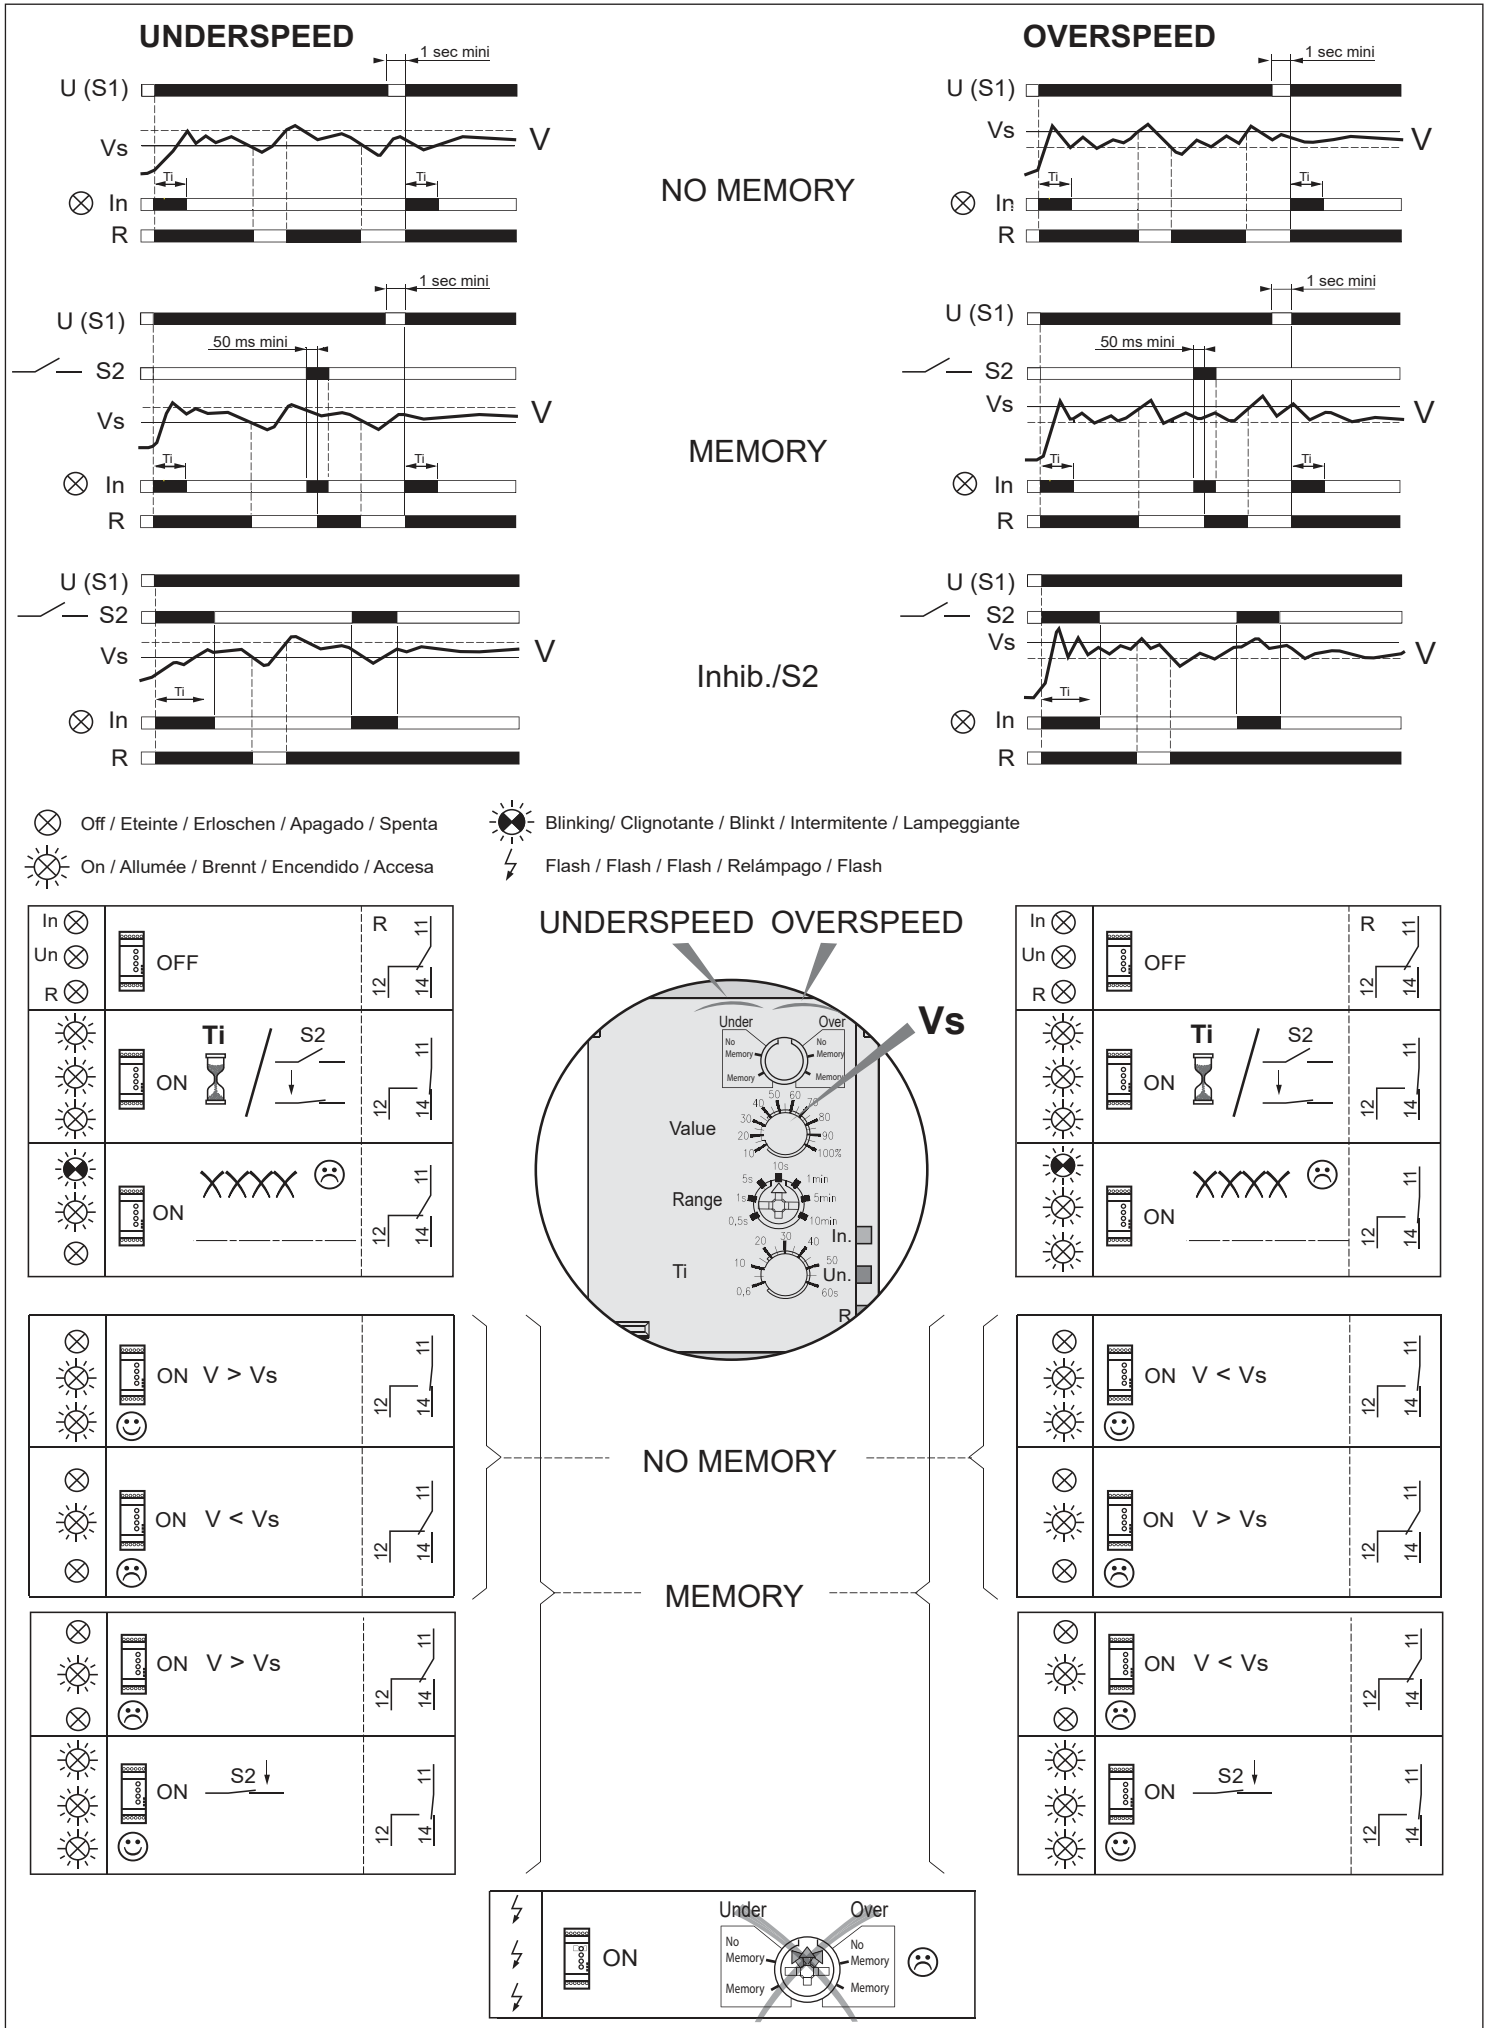 UNDERSPEED
1 sec mini
U (S1)
Vs
V
Ti
Ti
In
R
OVERSPEED
1 sec mini
U (S1)
Vs
V
Ti
Ti
In
R
NO MEMORY
1 sec mini
U (S1)
50 ms mini
S2
Vs
V
Ti
Ti
In
R
1 sec mini
U (S1)
50 ms mini
S2
Vs
V
Ti
Ti
In
R
MEMORY
U (S1)
S2
Vs
V
Ti
In
R
U (S1)
S2
Vs
V
Ti
In
R
Inhib./S2
Off / Eteinte / Erloschen / Apagado / Spenta
Blinking/ Clignotante / Blinkt / Intermitente / Lampeggiante
On / Allumée / Brennt / Encendido / Accesa
Flash / Flash / Flash / Relámpago / Flash
In
Un
R
OFF
R
11
12
14
Ti
S2
ON
11
12
14
ON
11
12
14
UNDERSPEED OVERSPEED
Vs
Under
Over
No
Memory
Memory
No
Memory
Memory
Value
10
20
30
40
50
60
70
80
90
100%
Range
0,5s
1s
5s
10s
1min
5min
10min
Ti
0,6
10
20
30
40
50
60s
In.
Un.
R
In
Un
R
OFF
R
11
12
14
Ti
S2
ON
11
12
14
ON
11
12
14
ON V > Vs
11
12
14
ON V < Vs
11
12
14
NO MEMORY
MEMORY
ON V < Vs
11
12
14
ON V > Vs
11
12
14
ON V > Vs
11
12
14
ON S2
11
12
14
ON V < Vs
11
12
14
ON S2
11
12
14
ON
Under
Over
No
Memory
Memory
No
Memory
Memory